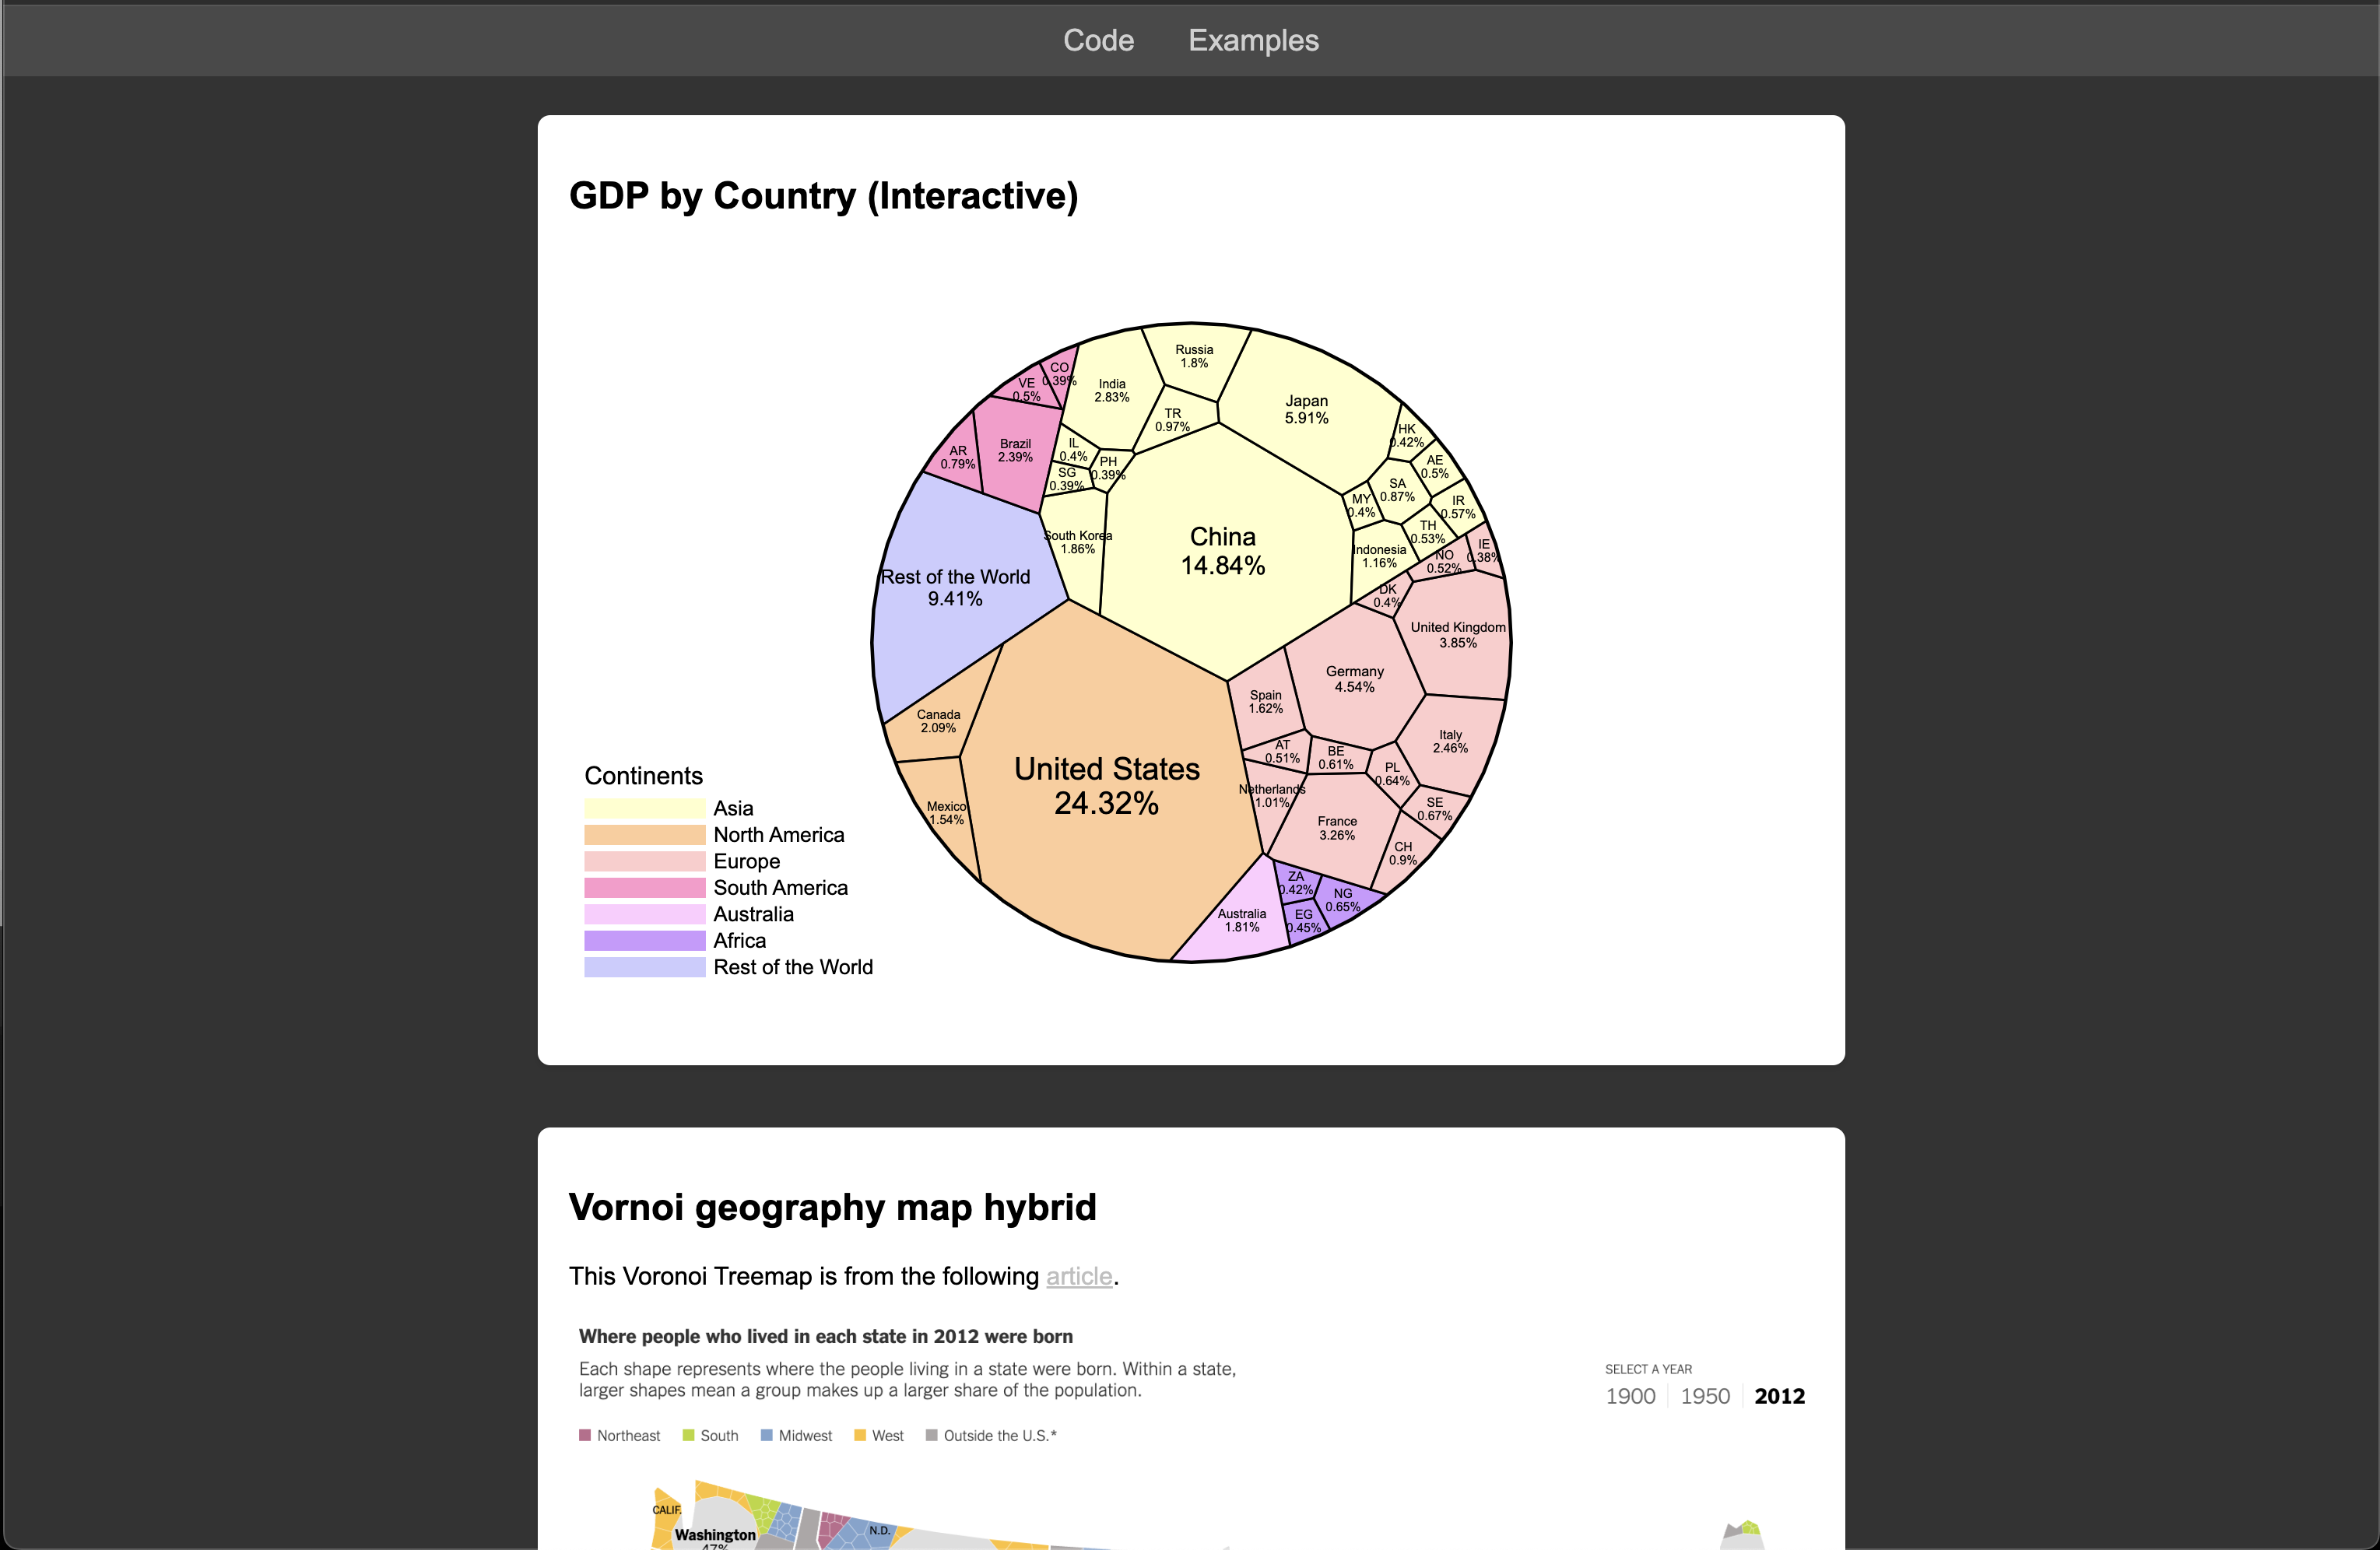 Code Examples
GDP by Country (Interactive)
Russia
1.8%
CO
0.39%
VE
0.5%
India
2.83%
Japan
5.91%
TR
0.97%
HK
0.42%
AR
0.79%
Brazil
2.39%
IL
0.4%
PH
0.39%
SG
0.39%
AE
0.5%
SA
0.87%
MY
0.4%
IR
0.57%
TH
0.53%
South Korea
1.86%
China
14.84%
Indonesia
1.16%
NO
0.52%
IE
0.38%
Rest of the World
9.41%
DK
0.4%
United Kingdom
3.85%
Germany
4.54%
Spain
1.62%
Canada
2.09%
Italy
2.46%
AT
0.51%
BE
0.61%
PL
0.64%
United States
24.32%
Netherlands
1.01%
Mexico
1.54%
SE
0.67%
France
3.26%
CH
0.9%
ZA
0.42%
NG
0.65%
EG
0.45%
Australia
1.81%
Continents
Asia
North America
Europe
South America
Australia
Africa
Rest of the World
Vornoi geography map hybrid
This Voronoi Treemap is from the following article.
Where people who lived in each state in 2012 were born
Each shape represents where the people living in a state were born. Within a state,
larger shapes mean a group makes up a larger share of the population.
SELECT A YEAR
1900 1950 2012
Northeast South Midwest West Outside the U.S.*
CALIF.
Washington
47%
N.D.